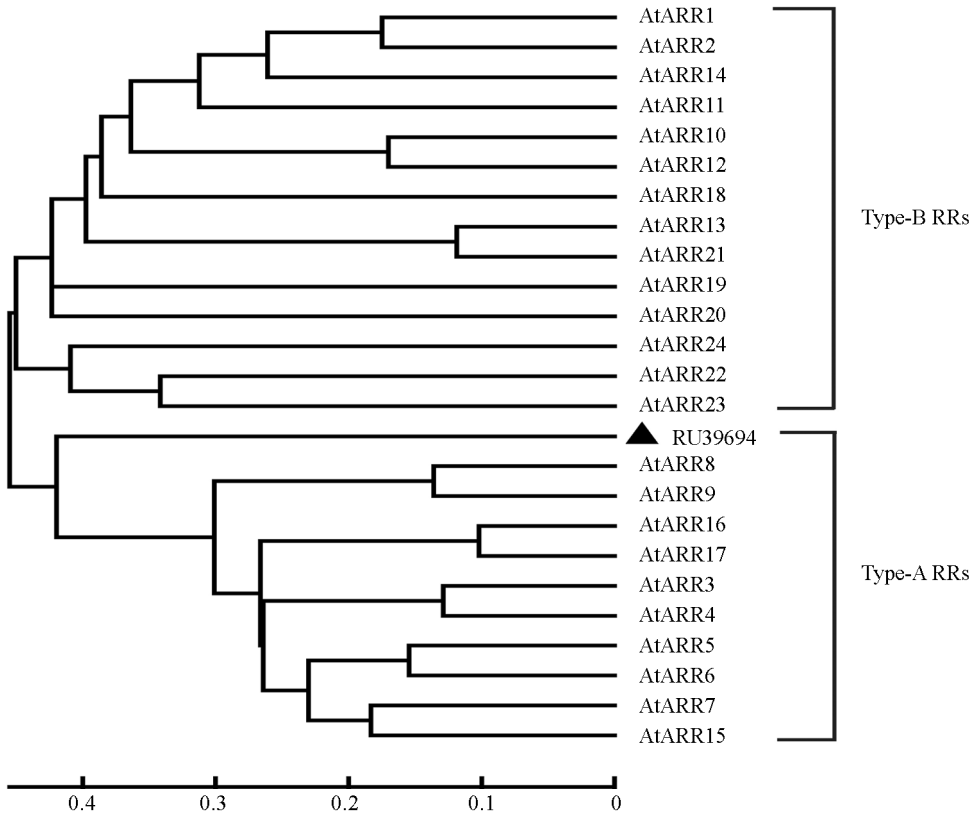 AtARR1
AtARR2
AtARR14
AtARR11
AtARR10
AtARR12
AtARR18
AtARR13
AtARR21
AtARR19
AtARR20
AtARR24
AtARR22
AtARR23
Type-B RRs
RU39694
AtARR8
AtARR9
AtARR16
AtARR17
AtARR3
AtARR4
AtARR5
AtARR6
AtARR7
AtARR15
Type-A RRs
0.4 0.3 0.2 0.1 0